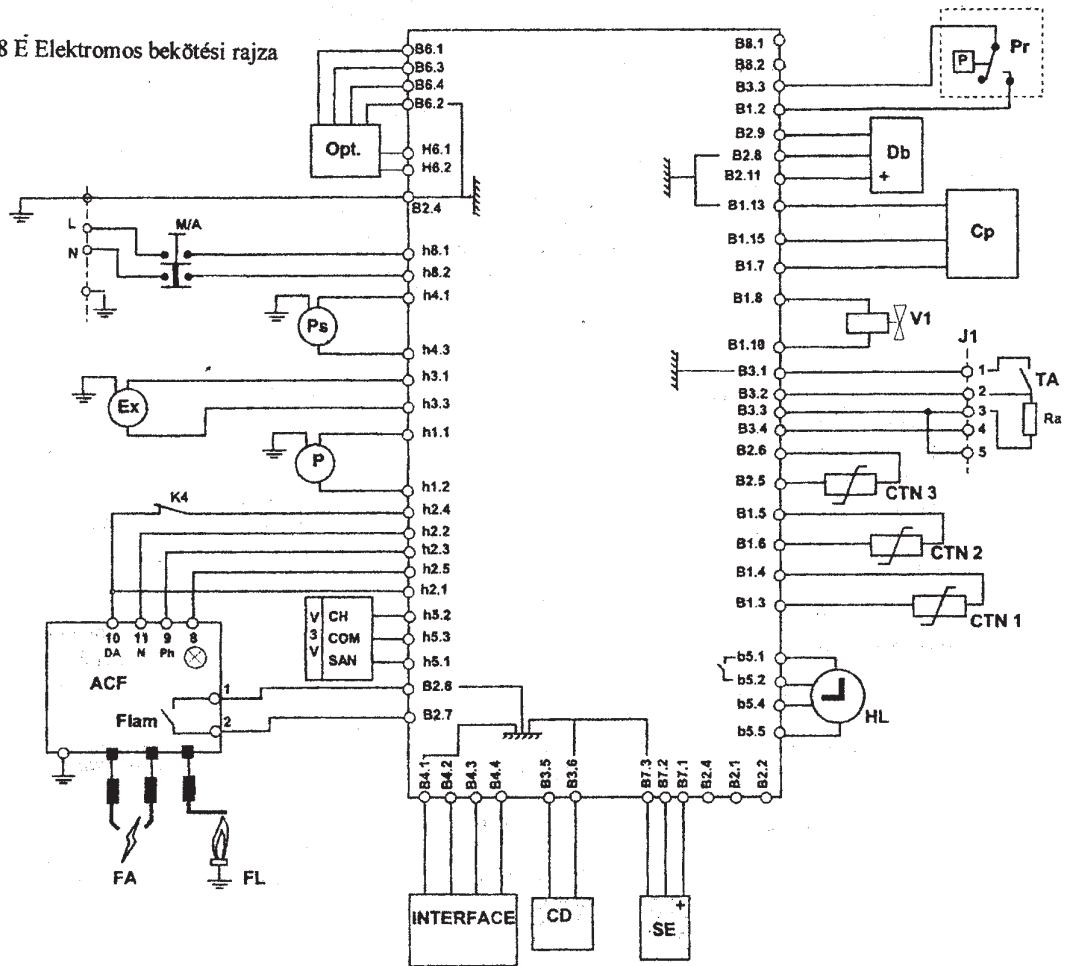 8 É Elektromos bekötési rajza
B6.1
B6.3
B6.4
B6.2
Opt.
H6.1
H6.2
B2.4
L
M/A
N
h8.1
h8.2
h4.1
Ps
h4.3
h3.1
Ex
h3.3
h1.1
P
h1.2
K4
h2.4
h2.2
h2.3
h2.5
h2.1
V3V
CH
COM
SAN
h5.2
h5.3
h5.1
10 11 9 8
DA N Ph
ACF
Flam
1
2
B2.6
B2.7
FA
FL
B8.1
B8.2
B3.3
B1.2
P
Pr
B2.9
B2.8
B2.11
Db
+
B1.13
B1.15
B1.7
Cp
B1.8
V1
B1.10
J1
B3.1
B3.2
B3.3
B3.4
1
2
3
4
5
TA
Ra
B2.6
B2.5
CTN 3
B1.5
B1.6
CTN 2
B1.4
B1.3
CTN 1
b5.1
b5.2
b5.4
b5.5
HL
B4.1 B4.2 B4.3 B4.4 B3.5 B3.6 B7.3 B7.2 B7.1 B2.4 B2.1 B2.2
INTERFACE
CD
SE
+